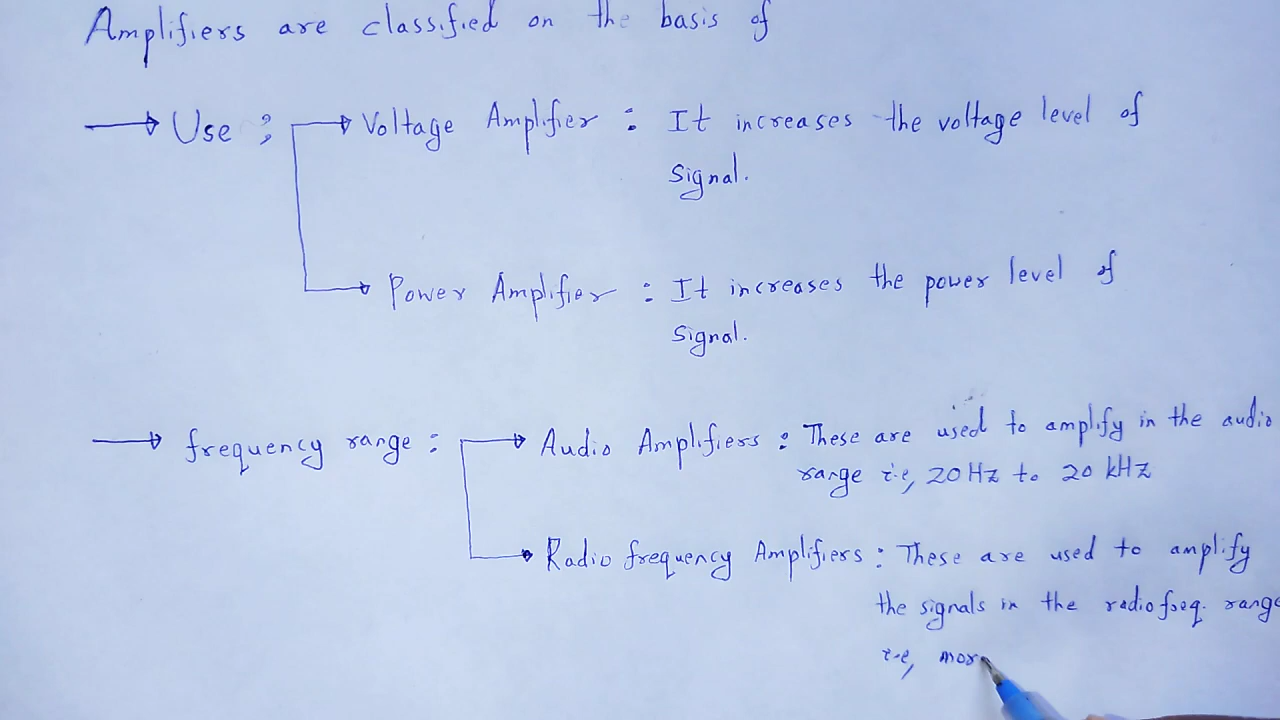 Amplifiers are classified on the basis of
→ Use : → Voltage Amplifier : It increases the voltage level of
Signal.
→ Power Amplifier : It increases the power level of
Signal.
→ frequency range : → Audio Amplifiers : These are used to amplify in the audio
range i.e, 20 Hz to 20 kHz
→ Radio frequency Amplifiers : These are used to amplify
the signals in the radio freq. range
i.e, mor